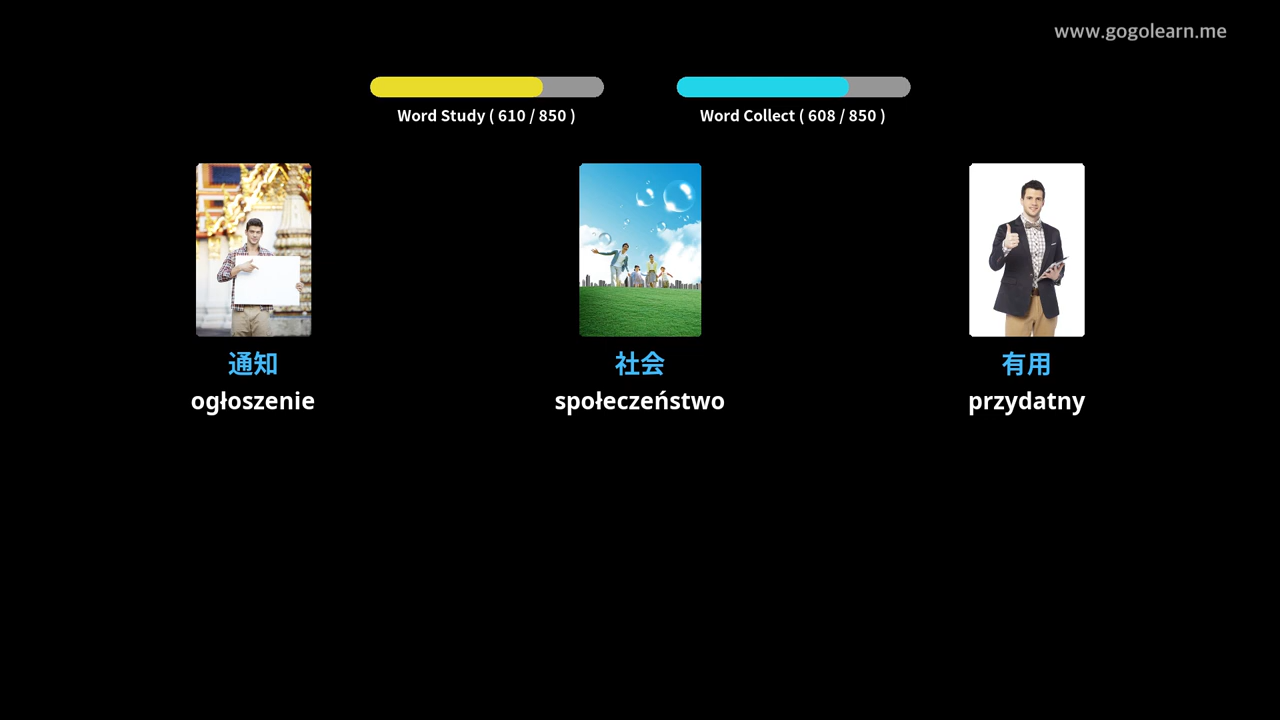 www.gogolearn.me
Word Study ( 610 / 850 )
Word Collect ( 608 / 850 )
通知
社会
有用
ogłoszenie
społeczeństwo
przydatny